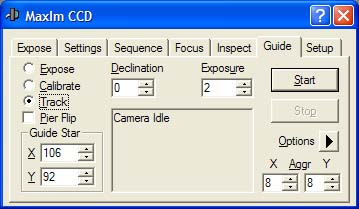 MaxIm CCD
Expose Settings Sequence Focus Inspect Guide Setup
Expose
Calibrate
Track
Pier Flip
Declination
0
Exposure
2
Start
Stop
Camera Idle
Guide Star
X 106
Y 92
Options
X Aggr Y
8 8